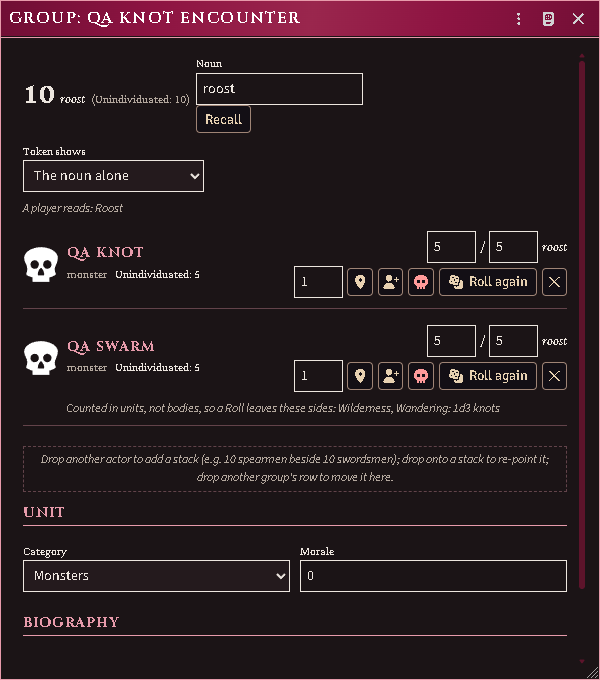 GROUP: QA KNOT ENCOUNTER
Noun
10 roost (Unindividuated: 10)
roost
Recall
Token shows
The noun alone
A player reads: Roost
QA KNOT
5 / 5 roost
monster Unindividuated: 5
1
Roll again
QA SWARM
5 / 5 roost
monster Unindividuated: 5
1
Roll again
Counted in units, not bodies, so a Roll leaves these sides: Wilderness, Wandering: 1d3 knots
Drop another actor to add a stack (e.g. 10 spearmen beside 10 swordsmen); drop onto a stack to re-point it;
drop another group's row to move it here.
UNIT
Category
Morale
Monsters
0
BIOGRAPHY